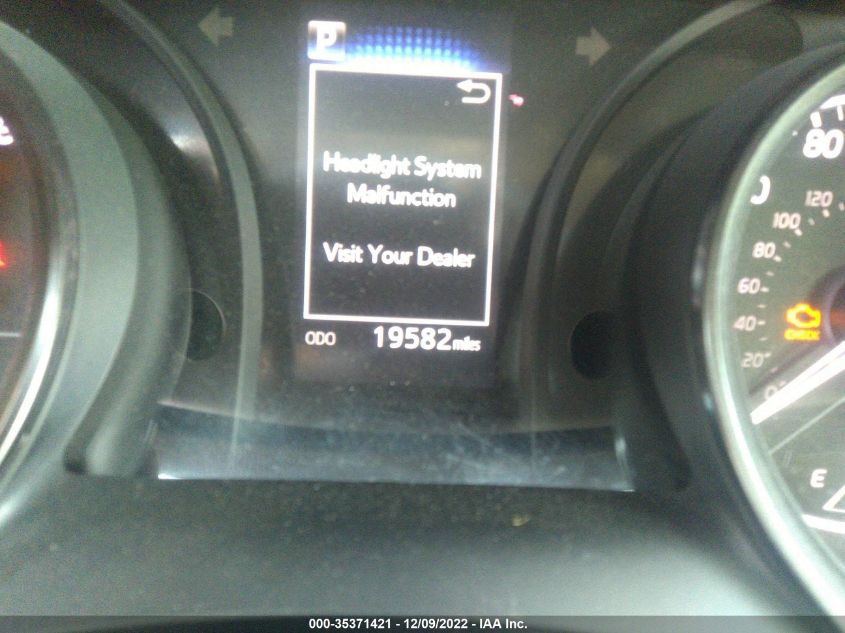 P
Headlight System
Malfunction
Visit Your Dealer
ODO 19582 miles
80
120
100
80
60
40
20
0
CHECK
E
000-35371421 - 12/09/2022 - IAA Inc.